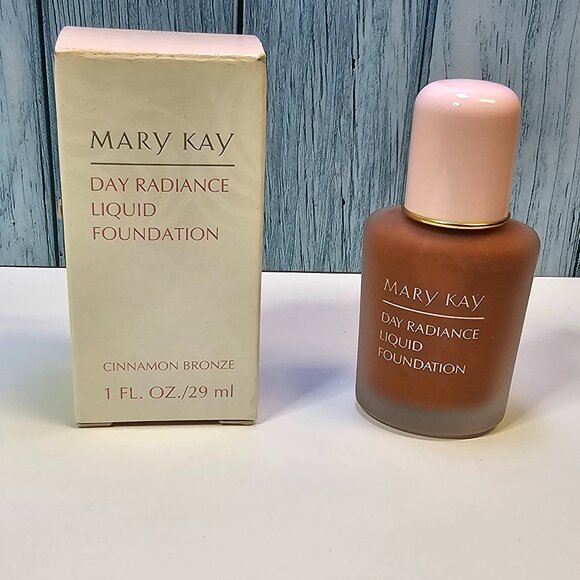 MARY KAY
DAY RADIANCE
LIQUID
FOUNDATION
CINNAMON BRONZE
1 FL. OZ./29 ml
MARY KAY
DAY RADIANCE
LIQUID
FOUNDATION